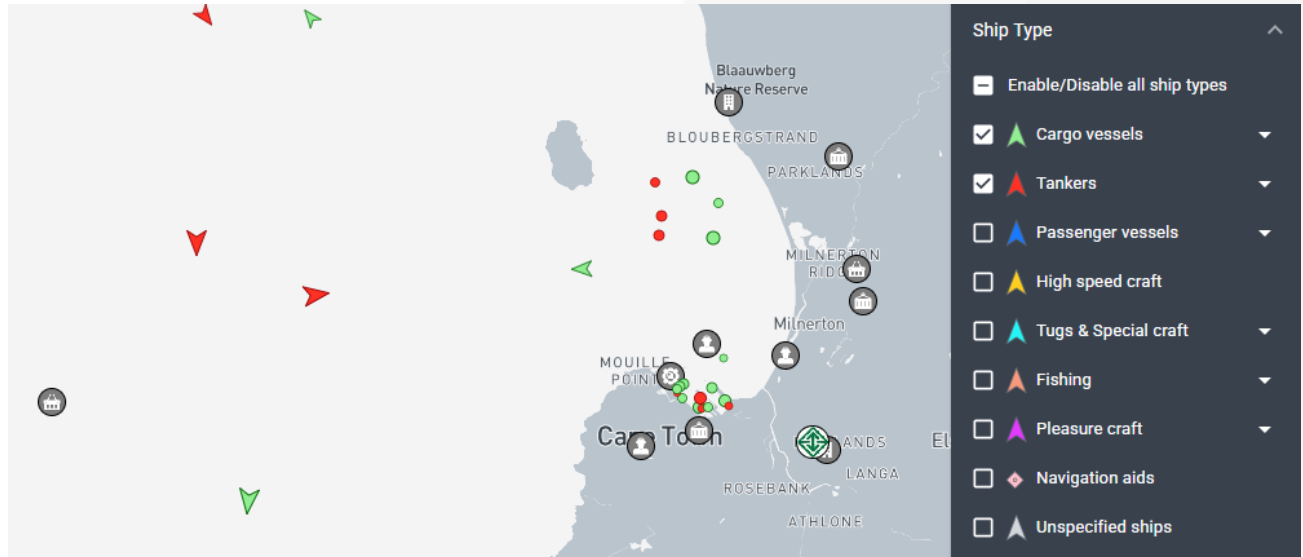 Blaauwberg
Nature Reserve
BLOUBERGSTRAND
PARKLANDS
MILNERTON
RIDGE
Milnerton
MOUILLE
POINT
Cape Town
LANDS
El
LANGA
ROSEBANK
ATHLONE
Ship Type
Enable/Disable all ship types
Cargo vessels
Tankers
Passenger vessels
High speed craft
Tugs & Special craft
Fishing
Pleasure craft
Navigation aids
Unspecified ships